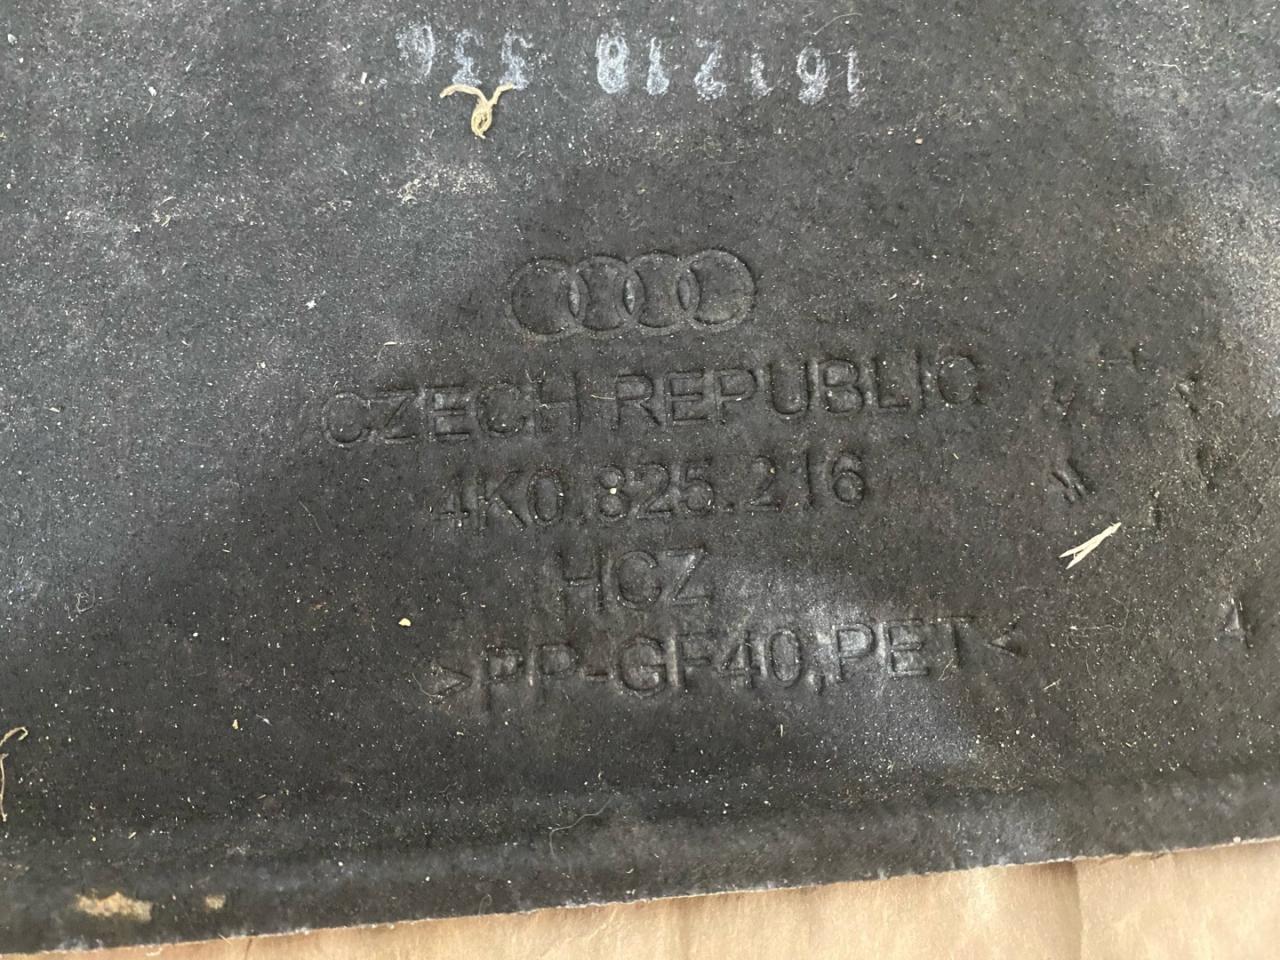 CZECH REPUBLIC
4K0.825.216
HCZ
>PP-GF40,PET<